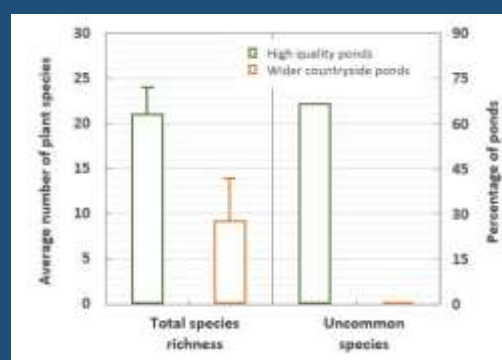 30
25
20
15
10
5
0
Average number of plant species
High quality ponds
Wider countryside ponds
90
75
60
45
30
15
0
Percentage of ponds
Total species
richness
Uncommon
species